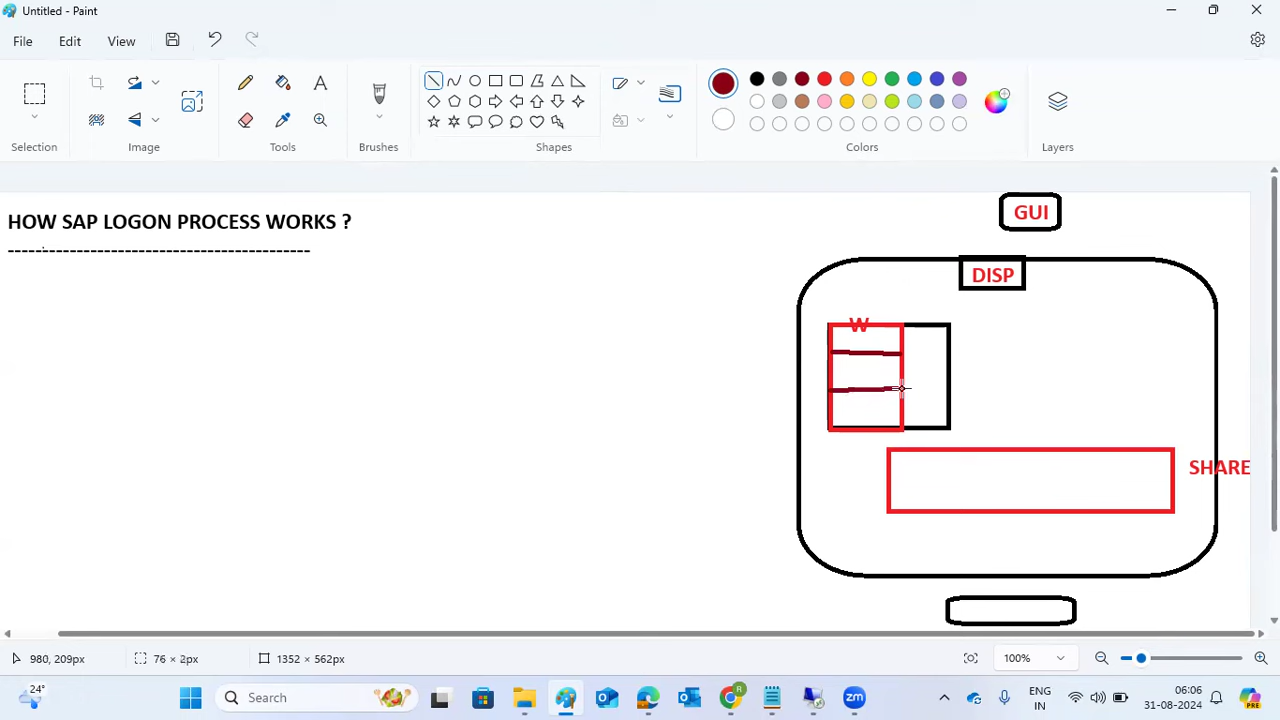 Untitled - Paint
File Edit View
Selection
Image
Tools
Brushes
Shapes
Colors
Layers
HOW SAP LOGON PROCESS WORKS ?
-------------------------------------------
GUI
DISP
W
SHARE
980, 209px
76 × 2px
1352 × 562px
100%
24°
Search
ENG
IN
06:06
31-08-2024
PRE